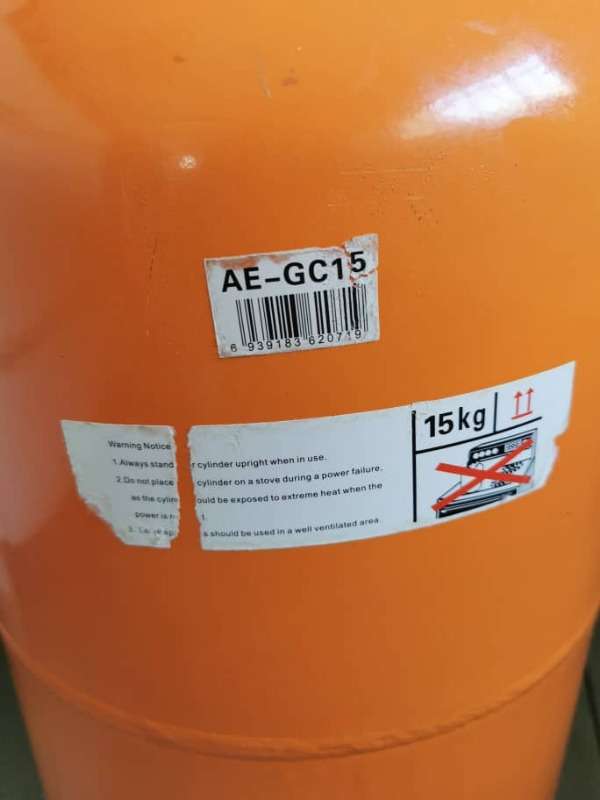 AE-GC15
6 939183 620719
15kg
Warning Notice
1. Always stand r cylinder upright when in use.
2. Do not place cylinder on a stove during a power failure,
as the cylin ould be exposed to extreme heat when the
power is
3. s should be used in a well ventilated area